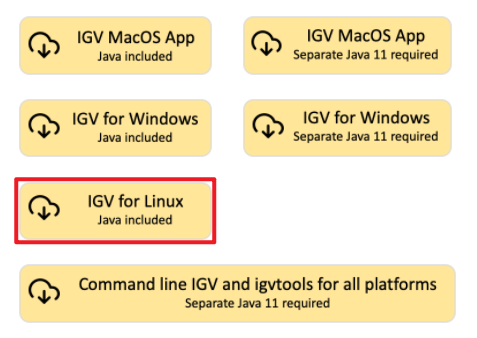 IGV MacOS App
Java included
IGV MacOS App
Separate Java 11 required
IGV for Windows
Java included
IGV for Windows
Separate Java 11 required
IGV for Linux
Java included
Command line IGV and igvtools for all platforms
Separate Java 11 required